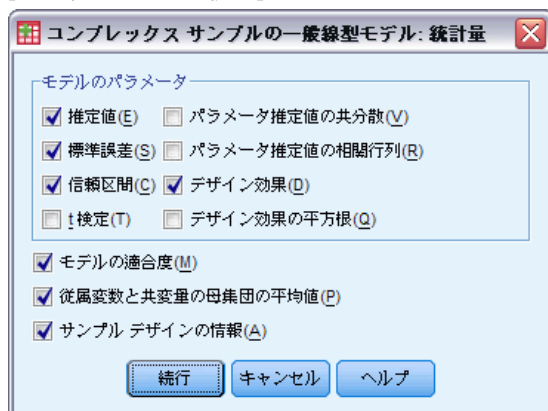 コンプレックス サンプルの一般線型モデル: 統計量
モデルのパラメータ
推定値(E) パラメータ推定値の共分散(V)
標準誤差(S) パラメータ推定値の相関行列(R)
信頼区間(C) デザイン効果(D)
t 検定(T) デザイン効果の平方根(Q)
モデルの適合度(M)
従属変数と共変量の母集団の平均値(P)
サンプル デザインの情報(A)
続行 キャンセル ヘルプ